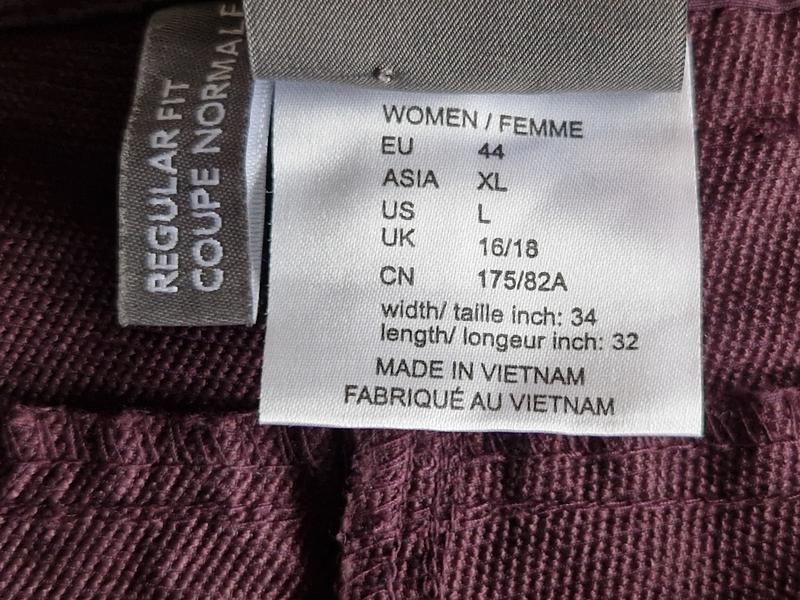 REGULAR FIT
COUPE NORMALE
WOMEN / FEMME
EU 44
ASIA XL
US L
UK 16/18
CN 175/82A
width/ taille inch: 34
length/ longeur inch: 32
MADE IN VIETNAM
FABRIQUÉ AU VIETNAM